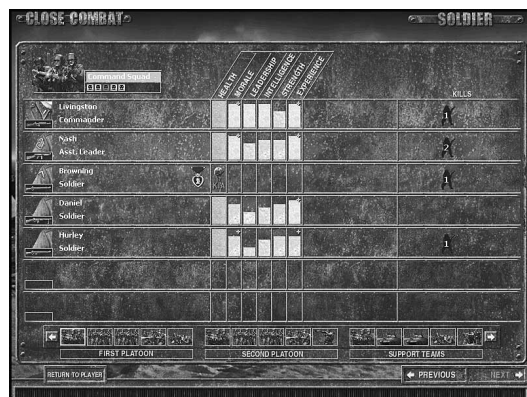 CLOSE COMBAT
SOLDIER
Command Squad
HEALTH
MORALE
LEADERSHIP
INTELLIGENCE
STRENGTH
EXPERIENCE
KILLS
Livingston
Commander
1
Nash
Asst. Leader
2
Browning
Soldier
KIA
1
Daniel
Soldier
Hurley
Soldier
1
FIRST PLATOON
SECOND PLATOON
SUPPORT TEAMS
RETURN TO PLAYER
PREVIOUS
NEXT